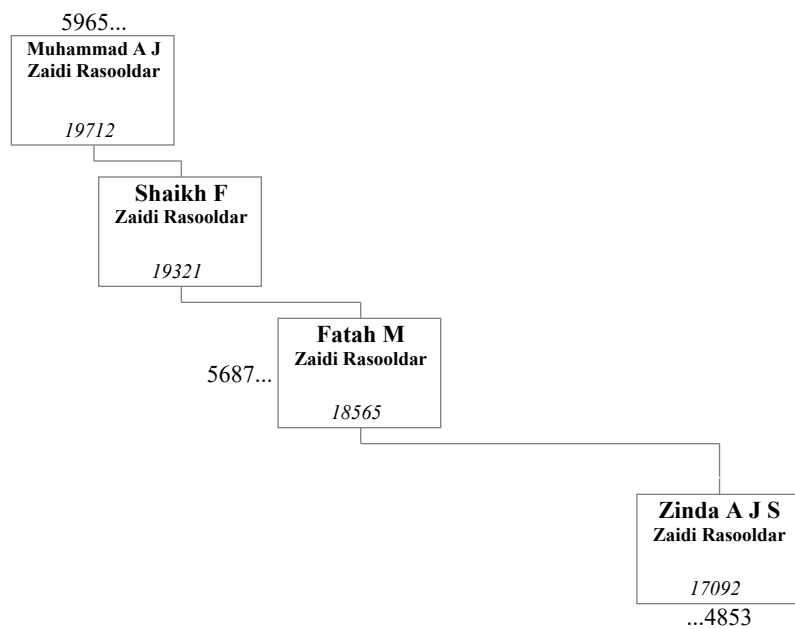 5965...
Muhammad A J
Zaidi Rasooldar
19712
Shaikh F
Zaidi Rasooldar
19321
Fatah M
Zaidi Rasooldar
5687...
18565
Zinda A J S
Zaidi Rasooldar
17092
...4853